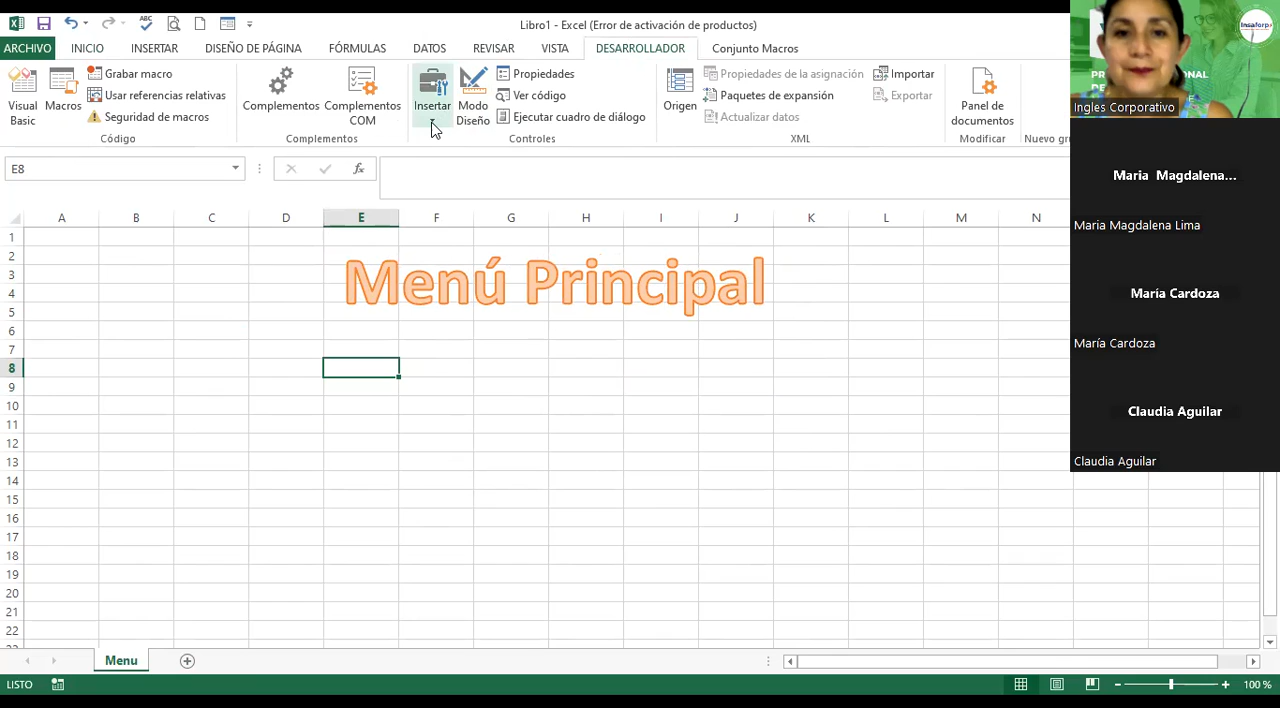 Libro1 - Excel (Error de activación de productos)
ARCHIVO INICIO INSERTAR DISEÑO DE PÁGINA FÓRMULAS DATOS REVISAR VISTA DESARROLLADOR Conjunto Macros
Visual Basic
Macros
Grabar macro
Usar referencias relativas
Seguridad de macros
Código
Complementos
Complementos COM
Complementos
Insertar
Modo Diseño
Propiedades
Ver código
Ejecutar cuadro de diálogo
Controles
Origen
Propiedades de la asignación
Paquetes de expansión
Actualizar datos
Importar
Exportar
XML
Panel de documentos
Modificar
Nuevo gru
E8
fx
A B C D E F G H I J K L M N
1
2
3
4
5
6
7
8
9
10
11
12
13
14
15
16
17
18
19
20
21
22
Menú Principal
Menu
LISTO
100 %
Insaforp
Ingles Corporativo
Maria Magdalena...
Maria Magdalena Lima
María Cardoza
María Cardoza
Claudia Aguilar
Claudia Aguilar